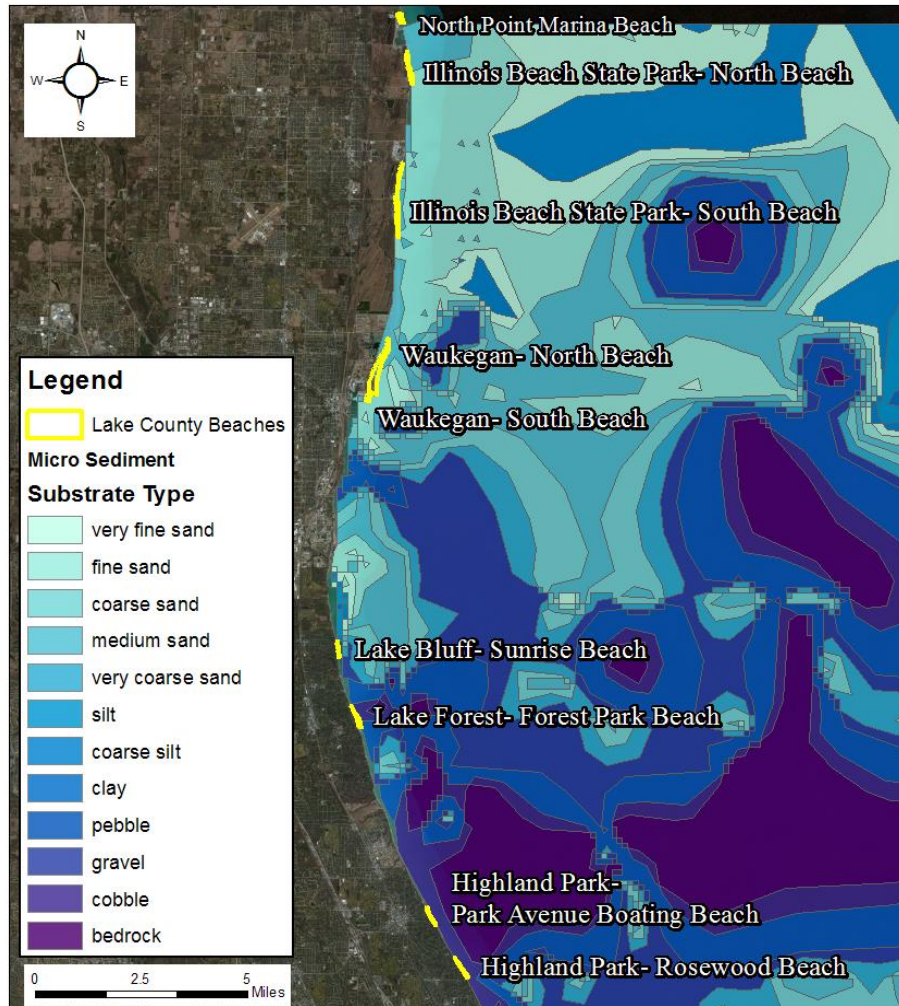 North Point Marina Beach
N
W E
S
Illinois Beach State Park- North Beach
Illinois Beach State Park- South Beach
Waukegan- North Beach
Waukegan- South Beach
Lake Bluff- Sunrise Beach
Lake Forest- Forest Park Beach
Highland Park-
Park Avenue Boating Beach
Highland Park- Rosewood Beach
Legend
Lake County Beaches
Micro Sediment
Substrate Type
very fine sand
fine sand
coarse sand
medium sand
very coarse sand
silt
coarse silt
clay
pebble
gravel
cobble
bedrock
0 2.5 5
Miles